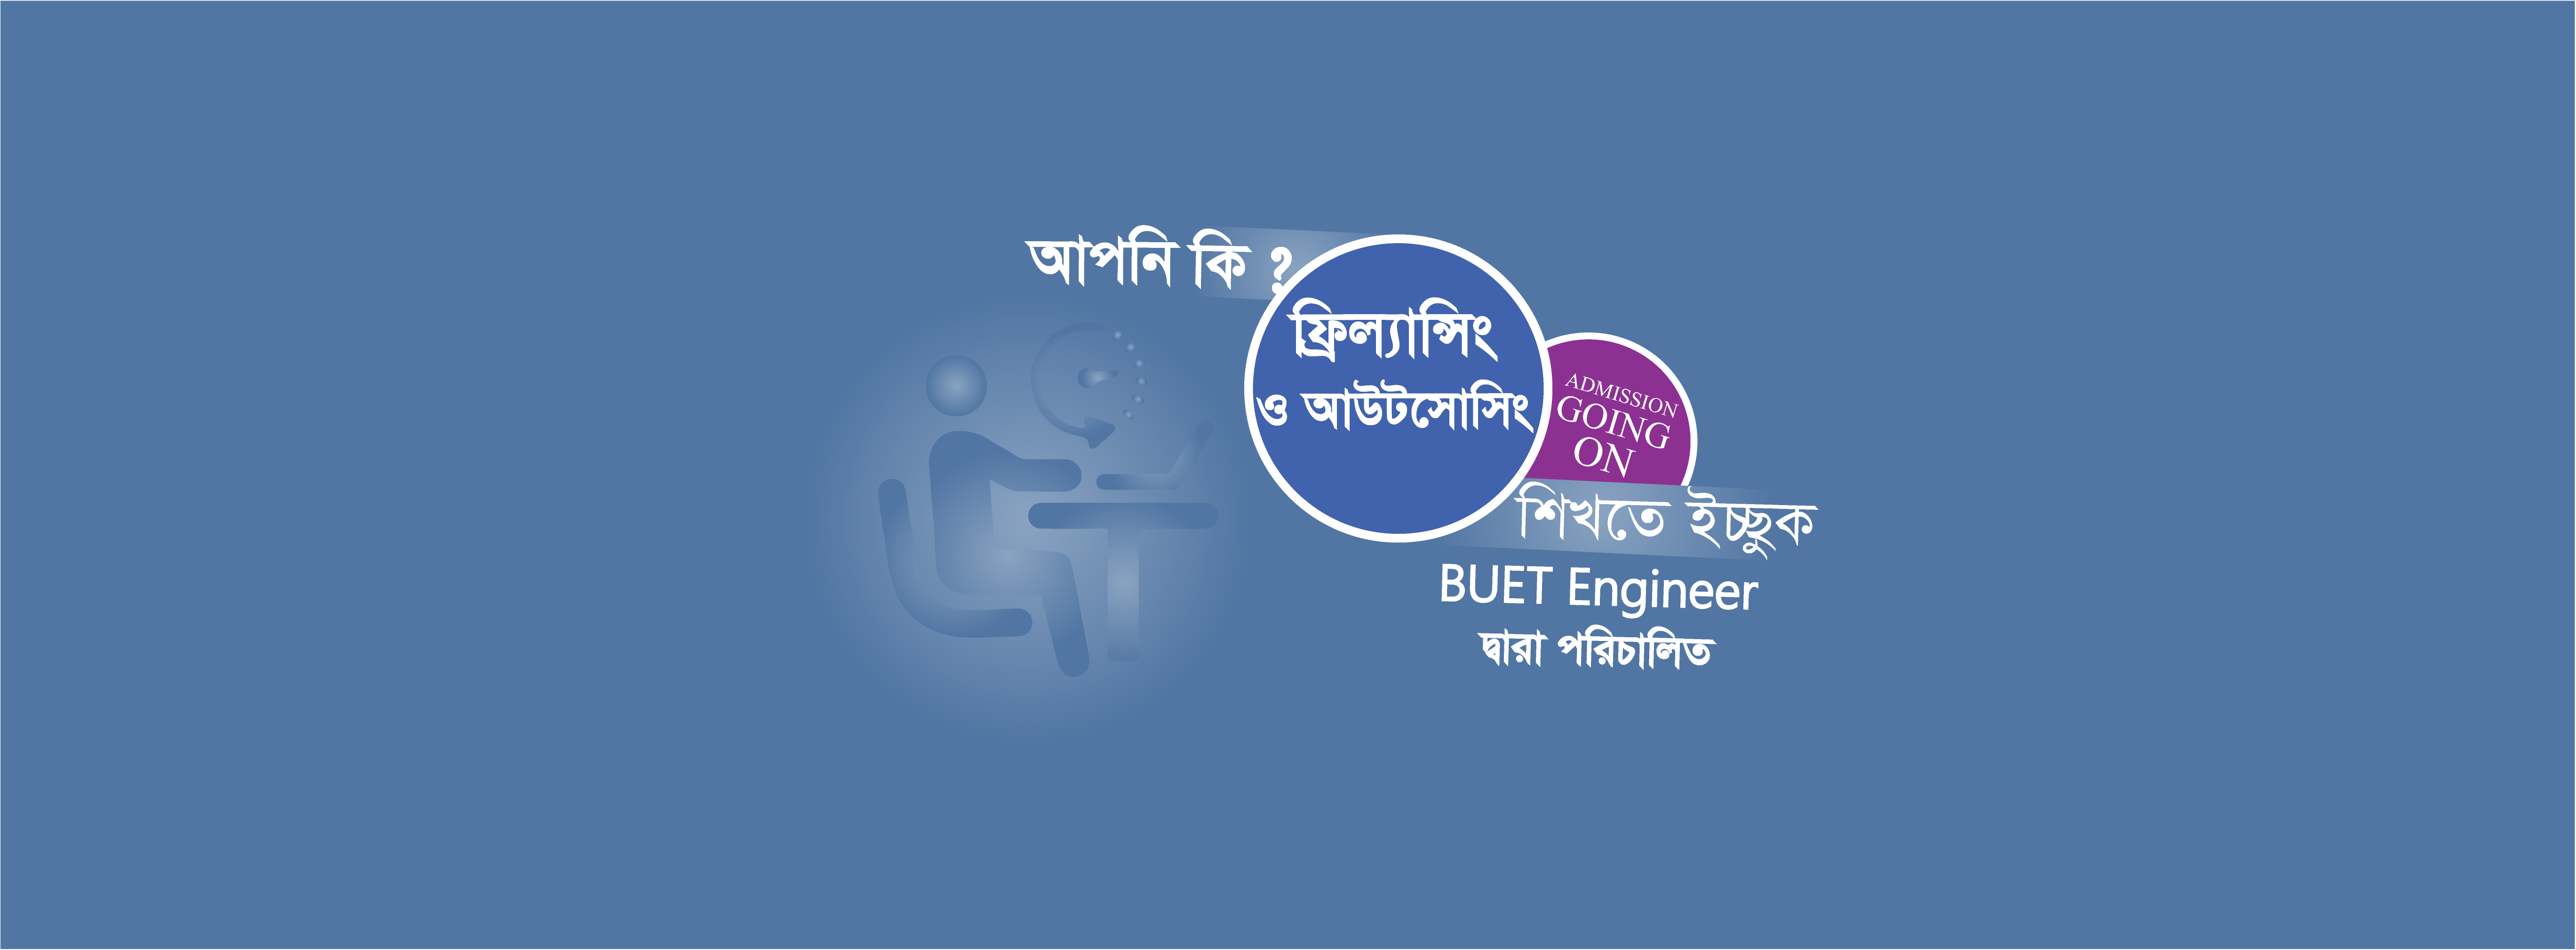 আপনি কি ?
ফ্রিল্যান্সিং
ও আউটসোসিং
ADMISSION
GOING
ON
শিখতে ইচ্ছুক
BUET Engineer
দ্বারা পরিচালিত